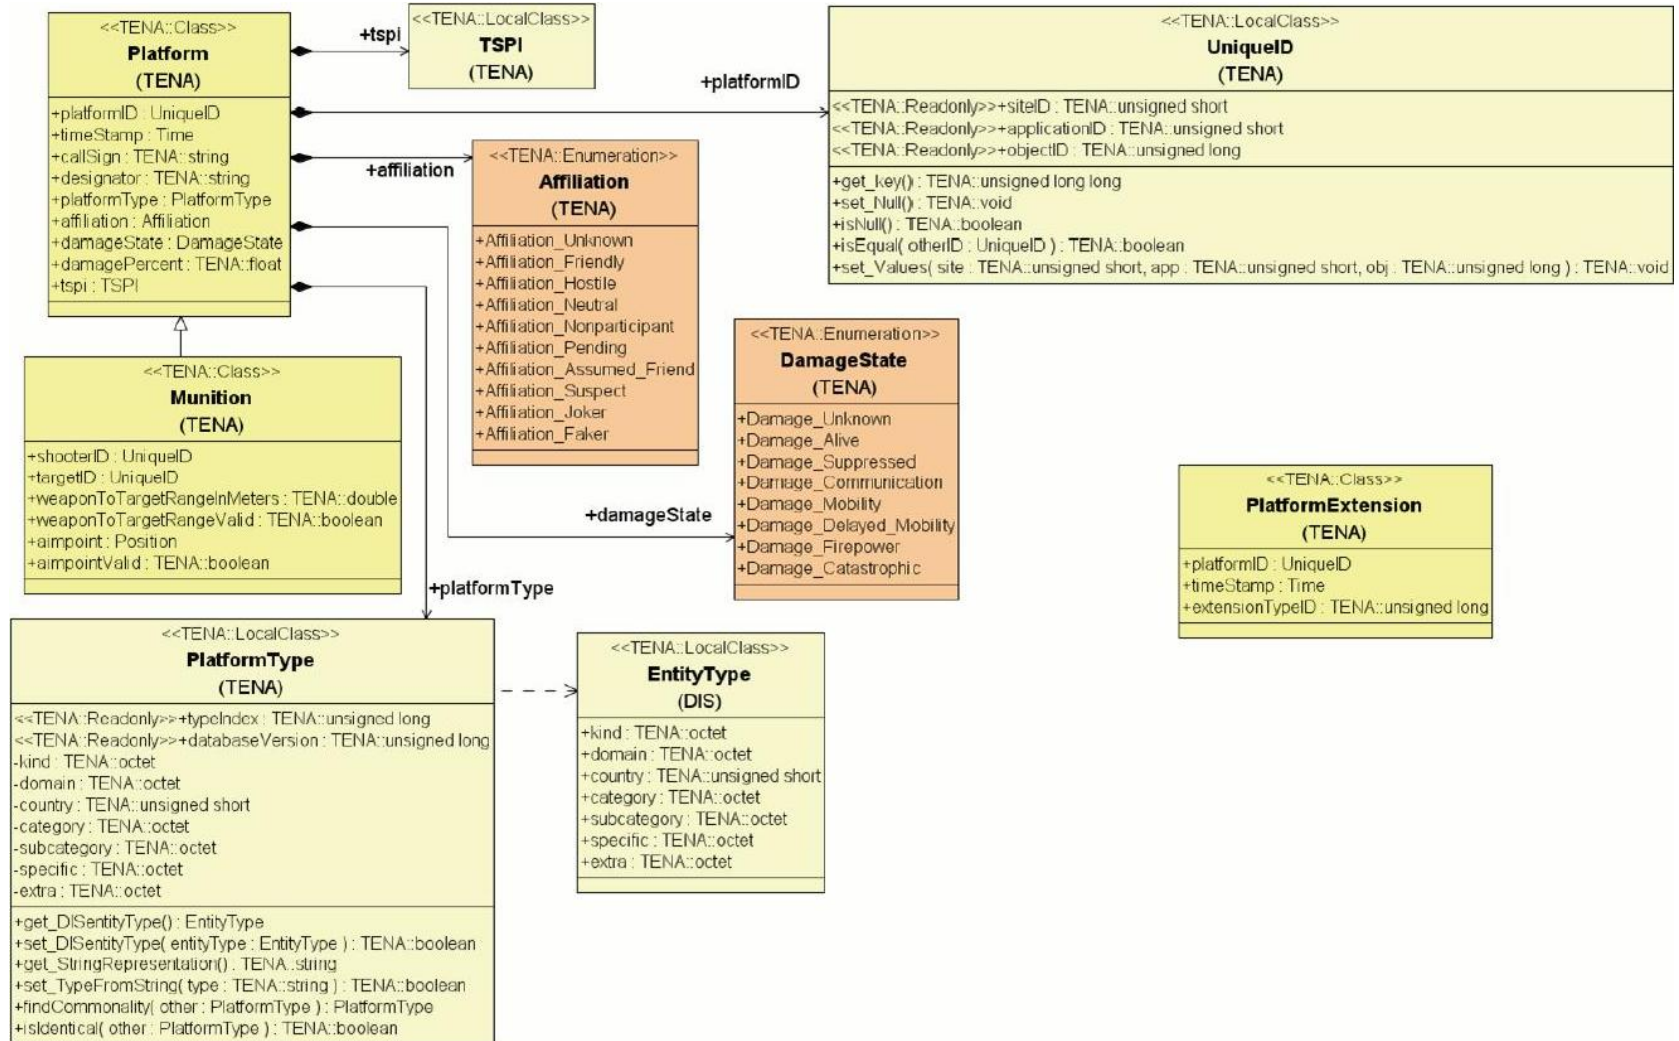 <<TENA::Class>>
Platform
(TENA)
+platformID : UniqueID
+timeStamp : Time
+callSign : TENA::string
+designator : TENA::string
+platformType : PlatformType
+affiliation : Affiliation
+damageState : DamageState
+damagePercent : TENA::float
+tspi : TSPI
+tspi
<<TENA::LocalClass>>
TSPI
(TENA)
+platformID
<<TENA::LocalClass>>
UniqueID
(TENA)
<<TENA::Readonly>>+siteID : TENA::unsigned short
<<TENA::Readonly>>+applicationID : TENA::unsigned short
<<TENA::Readonly>>+objectID : TENA::unsigned long
+get_key() : TENA::unsigned long long
+set_Null() : TENA::void
+isNull() : TENA::boolean
+isEqual( otherID : UniqueID ) : TENA::boolean
+set_Values( site : TENA::unsigned short, app : TENA::unsigned short, obj : TENA::unsigned long ) : TENA::void
+affiliation
<<TENA::Enumeration>>
Affiliation
(TENA)
+Affiliation_Unknown
+Affiliation_Friendly
+Affiliation_Hostile
+Affiliation_Neutral
+Affiliation_Nonparticipant
+Affiliation_Pending
+Affiliation_Assumed_Friend
+Affiliation_Suspect
+Affiliation_Joker
+Affiliation_Faker
<<TENA::Class>>
Munition
(TENA)
+shooterID : UniqueID
+targetID : UniqueID
+weaponToTargetRangeInMeters : TENA::double
+weaponToTargetRangeValid : TENA::boolean
+aimpoint : Position
+aimpointValid : TENA::boolean
+damageState
<<TENA::Enumeration>>
DamageState
(TENA)
+Damage_Unknown
+Damage_Alive
+Damage_Suppressed
+Damage_Communication
+Damage_Mobility
+Damage_Delayed_Mobility
+Damage_Firepower
+Damage_Catastrophic
<<TENA::Class>>
PlatformExtension
(TENA)
+platformID : UniqueID
+timeStamp : Time
+extensionTypeID : TENA::unsigned long
+platformType
<<TENA::LocalClass>>
PlatformType
(TENA)
<<TENA::Readonly>>+typeIndex : TENA::unsigned long
<<TENA::Readonly>>+databaseVersion : TENA::unsigned long
-kind : TENA::octet
-domain : TENA::octet
-country : TENA::unsigned short
-category : TENA::octet
-subcategory : TENA::octet
-specific : TENA::octet
-extra : TENA::octet
+get_DISentityType() : EntityType
+set_DISentityType( entityType : EntityType ) : TENA::boolean
+get_StringRepresentation() : TENA::string
+set_TypeFromString( type : TENA::string ) : TENA::boolean
+findCommonality( other : PlatformType ) : PlatformType
+isIdentical( other : PlatformType ) : TENA::boolean
<<TENA::LocalClass>>
EntityType
(DIS)
+kind : TENA::octet
+domain : TENA::octet
+country : TENA::unsigned short
+category : TENA::octet
+subcategory : TENA::octet
+specific : TENA::octet
+extra : TENA::octet